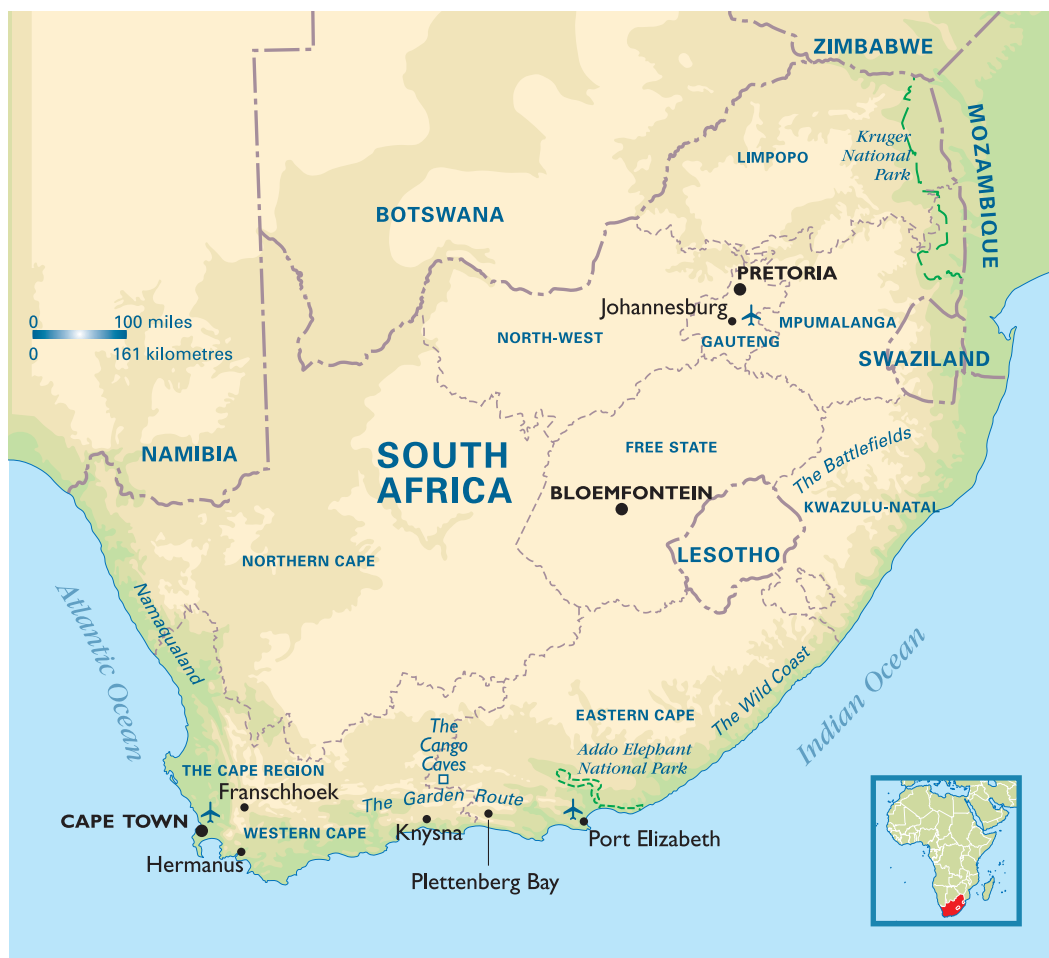 ZIMBABWE
MOZAMBIQUE
Kruger
National
Park
LIMPOPO
BOTSWANA
PRETORIA
Johannesburg
0 100 miles
0 161 kilometres
NORTH-WEST
GAUTENG
MPUMALANGA
SWAZILAND
NAMIBIA
SOUTH
AFRICA
FREE STATE
The Battlefields
BLOEMFONTEIN
KWAZULU-NATAL
LESOTHO
NORTHERN CAPE
Namaqualand
Atlantic Ocean
Indian Ocean
The Wild Coast
EASTERN CAPE
The
Cango
Caves
Addo Elephant
National Park
THE CAPE REGION
Franschhoek
The Garden Route
CAPE TOWN
WESTERN CAPE
Knysna
Port Elizabeth
Hermanus
Plettenberg Bay